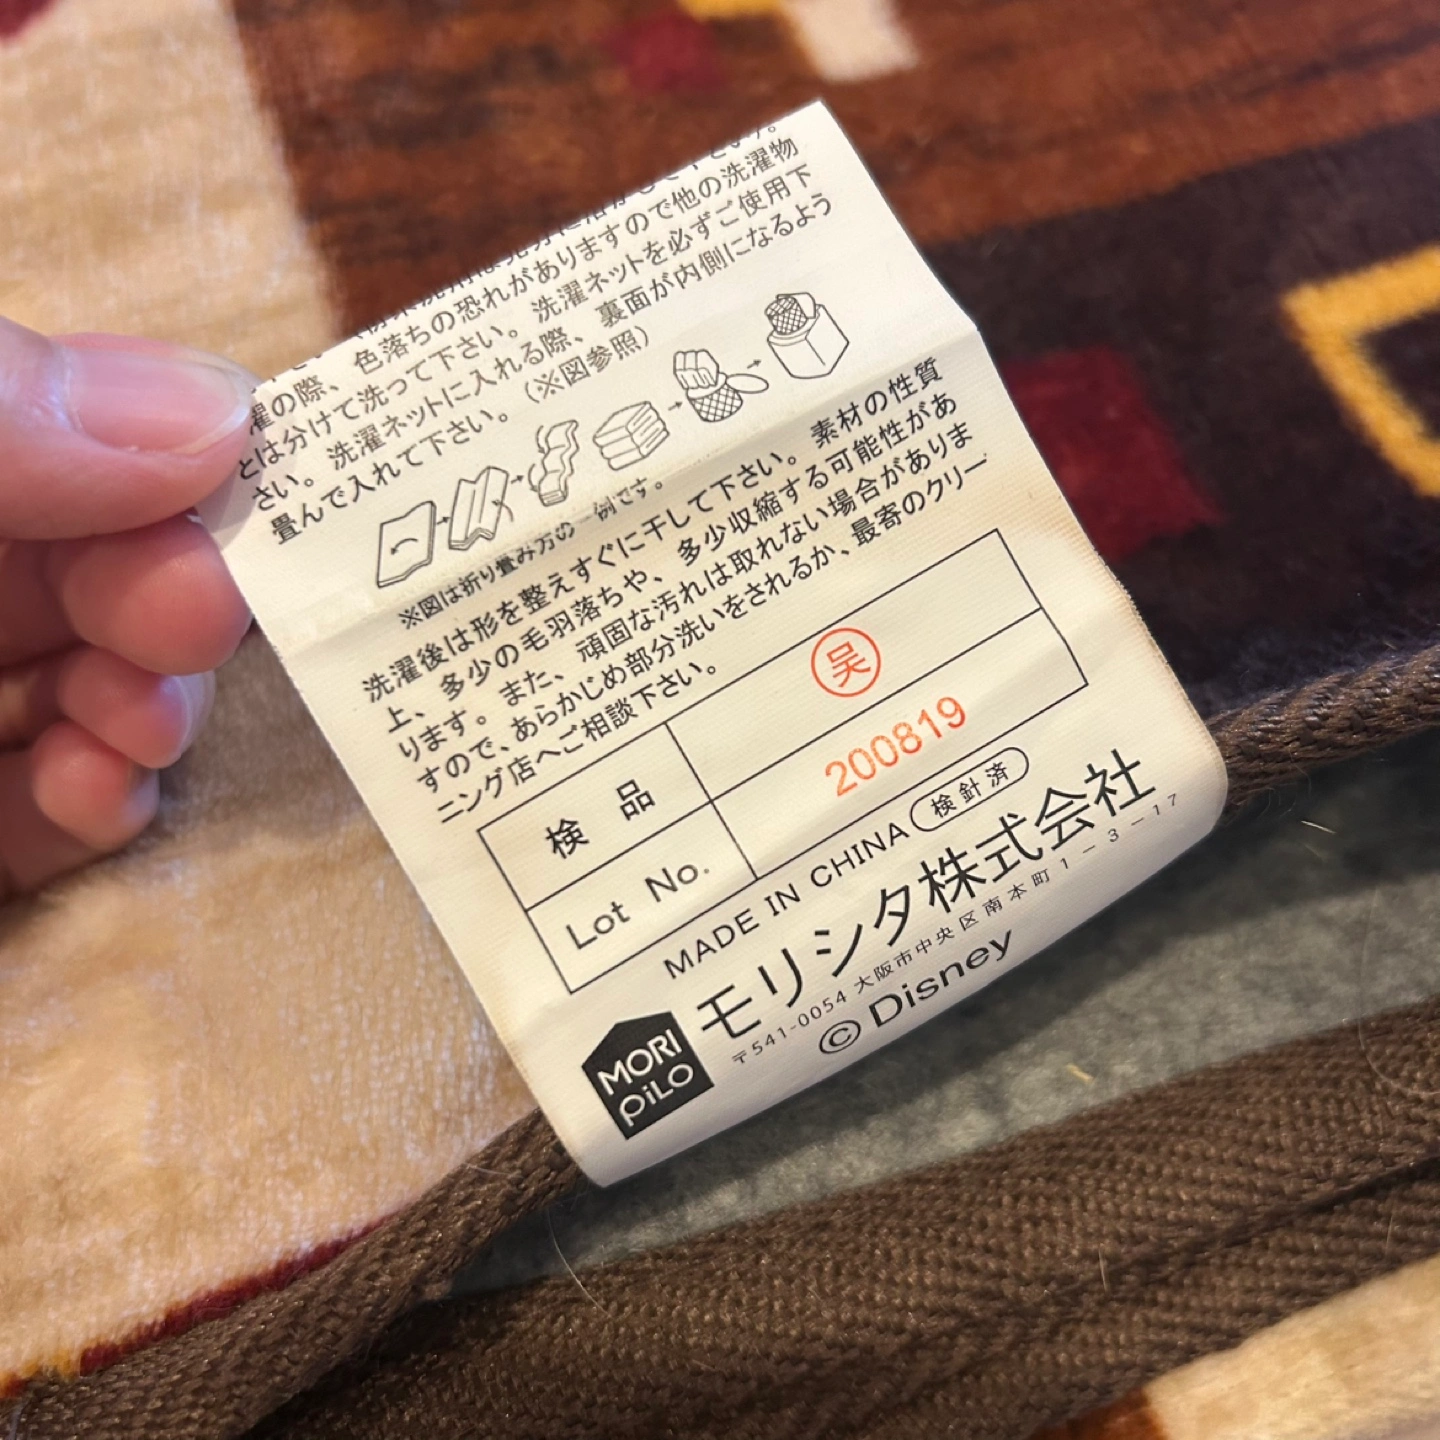 色落ちの恐れがありますので他の洗濯物
濯の際、
とは分けて洗って下さい。洗濯ネットを必ずご使用下
さい。洗濯ネットに入れる際、裏面が内側になるよう
畳んで入れて下さい。(※図参照)
※図は折り畳み方の一例です。
洗濯後は形を整えすぐに干して下さい。素材の性質
上、多少の毛羽落ちや、多少収縮する可能性があ
ります。また、頑固な汚れは取れない場合がありま
すので、あらかじめ部分洗いをされるか、最寄のクリー
ニング店へご相談下さい。
検品
呉
Lot No.
200819
MADE IN CHINA 検針済
モリシタ株式会社
〒541-0054 大阪市中央区南本町1-3-17
©Disney
MORI
PiLO